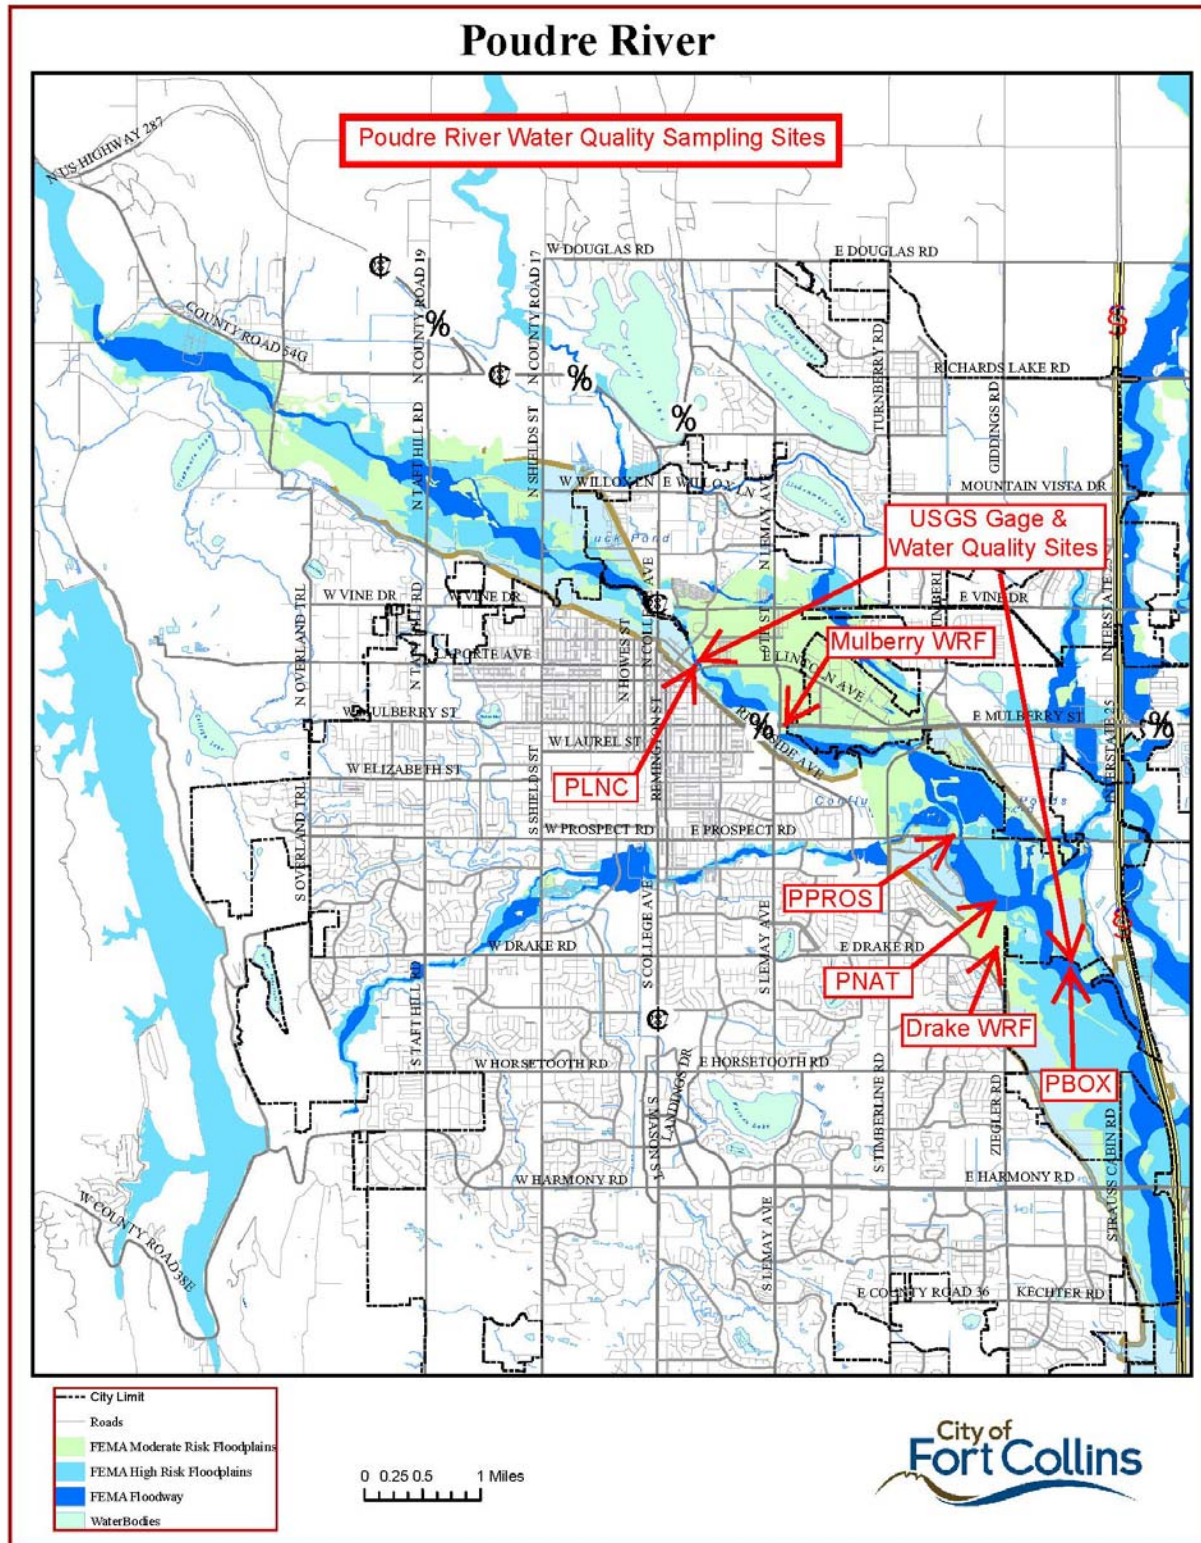 Poudre River
Poudre River Water Quality Sampling Sites
N US HIGHWAY 287
W DOUGLAS RD
E DOUGLAS RD
N COUNTY ROAD 19
N COUNTY ROAD 17
COUNTY ROAD 54G
TURNBERRY RD
RICHARDS LAKE RD
GIDDINGS RD
N TAFT HILL RD
N SHIELDS ST
W WILLOX LN
E WILLOX LN
N LEMAY AVE
MOUNTAIN VISTA DR
USGS Gage &
Water Quality Sites
W VINE DR
W VINE DR
E VINE DR
N OVERLAND TRL
N HOWES ST
9TH ST
Mulberry WRF
E LINCOLN AVE
E MULBERRY ST
W LAUREL ST
REMINGTON ST
W ELIZABETH ST
PLNC
S SHIELDS ST
INTERSTATE 25
W PROSPECT RD
E PROSPECT RD
S OVERLAND TRL
PPROS
S COLLEGE AVE
S LEMAY AVE
W DRAKE RD
E DRAKE RD
PNAT
Drake WRF
S TAFT HILL RD
W HORSETOOTH RD
E HORSETOOTH RD
PBOX
S MASON ST
LANDINGS DR
S TIMBERLINE RD
ZIEGLER RD
STRAUSS CABIN RD
W HARMONY RD
E HARMONY RD
W COUNTY ROAD 38E
S LEMAY AVE
E COUNTY ROAD 36
KECHTER RD
City Limit
Roads
FEMA Moderate Risk Floodplains
FEMA High Risk Floodplains
FEMA Floodway
WaterBodies
0 0.25 0.5 1 Miles
City of
Fort Collins